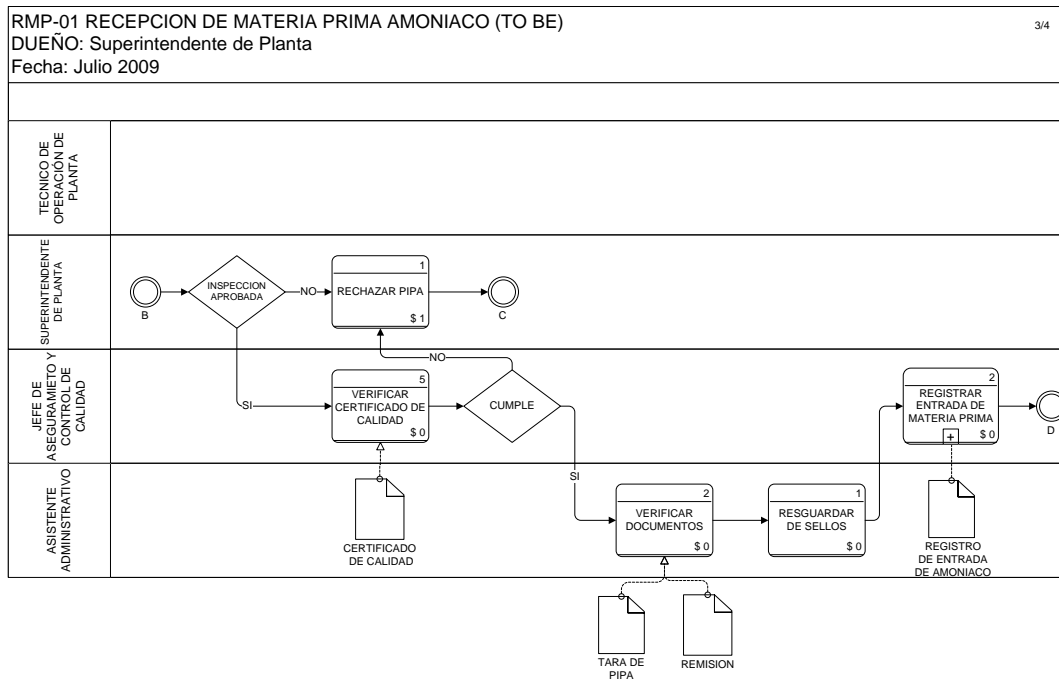 RMP-01 RECEPCION DE MATERIA PRIMA AMONIACO (TO BE)
3/4
DUEÑO: Superintendente de Planta
Fecha: Julio 2009
TECNICO DE
OPERACIÓN DE
PLANTA
SUPERINTENDENTE
DE PLANTA
B
INSPECCION
APROBADA
NO
1
RECHAZAR PIPA
$ 1
C
JEFE DE
ASEGURAMIETO Y
CONTROL DE
CALIDAD
SI
5
VERIFICAR
CERTIFICADO DE
CALIDAD
$ 0
NO
CUMPLE
SI
2
REGISTRAR
ENTRADA DE
MATERIA PRIMA
+
$ 0
D
ASISTENTE
ADMINISTRATIVO
CERTIFICADO
DE CALIDAD
2
VERIFICAR
DOCUMENTOS
$ 0
1
RESGUARDAR
DE SELLOS
$ 0
REGISTRO
DE ENTRADA
DE AMONIACO
TARA DE
PIPA
REMISION